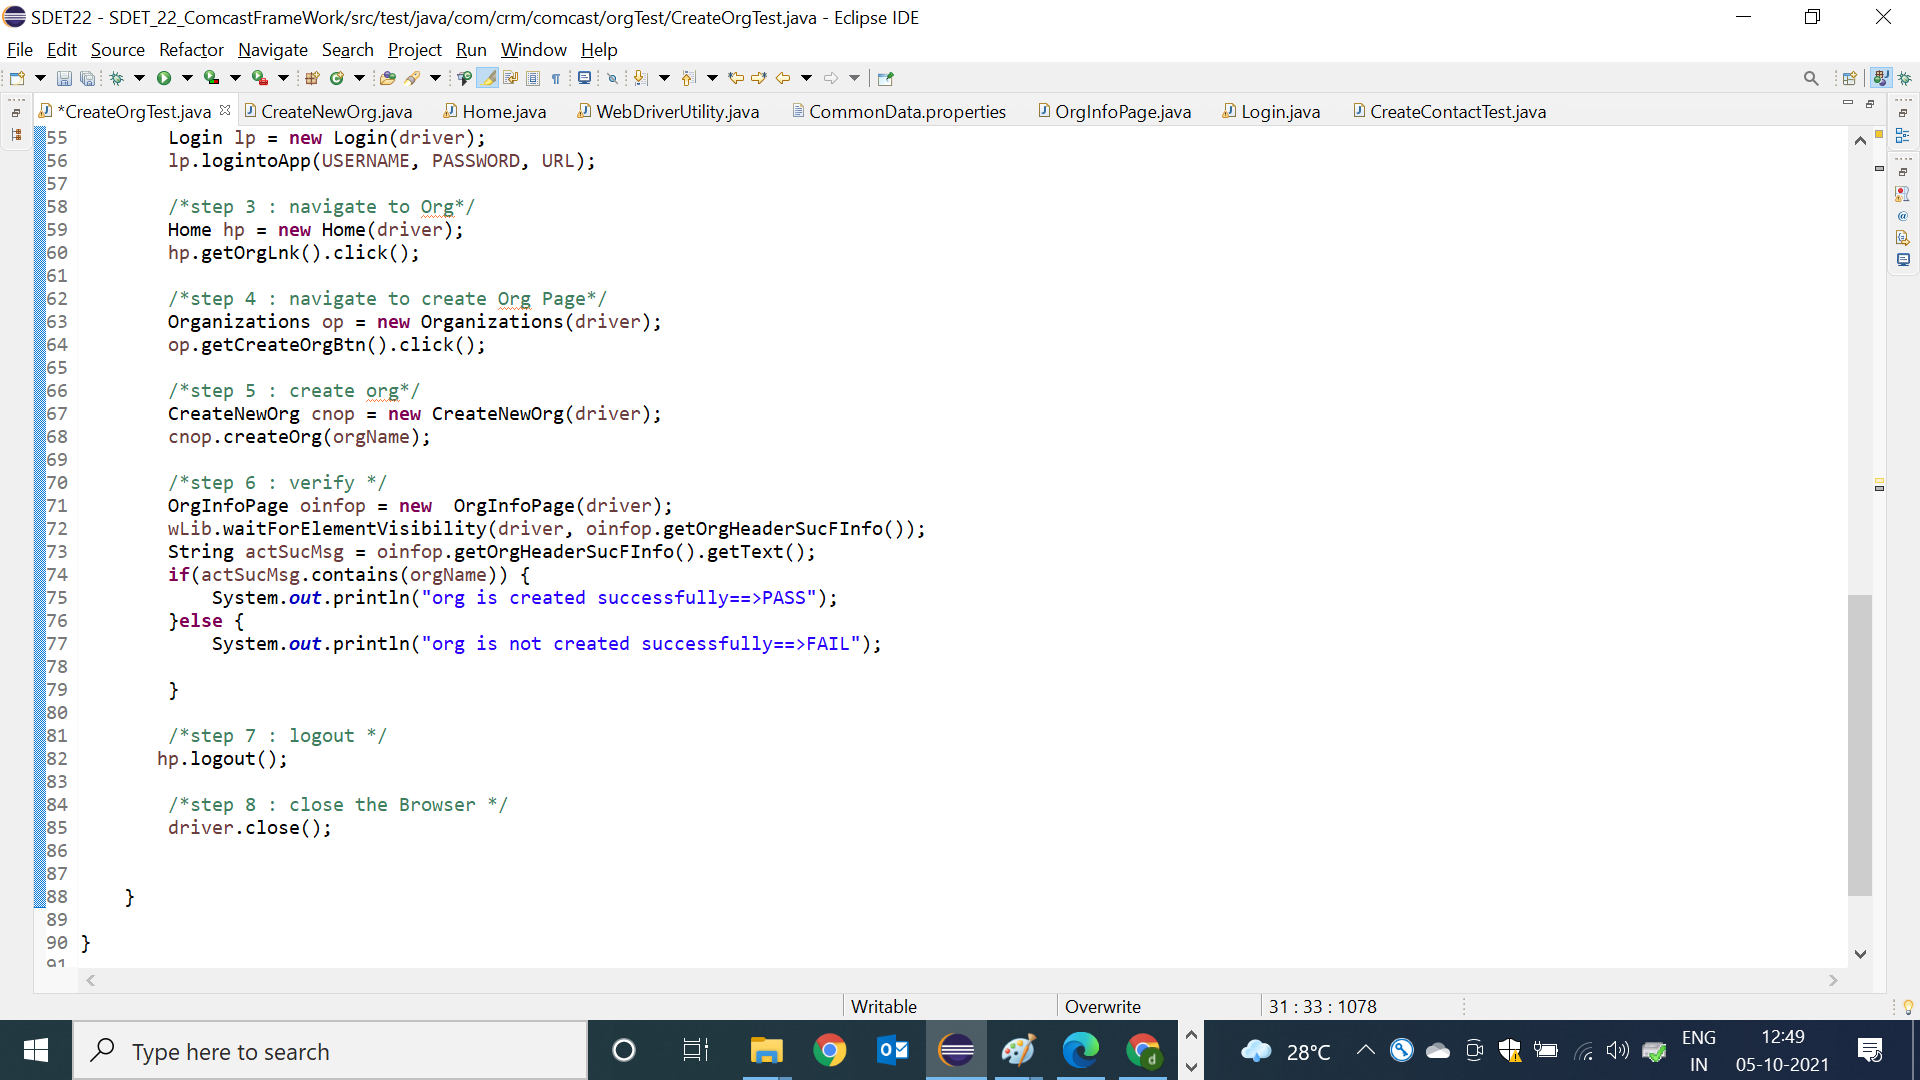 SDET22 - SDET_22_ComcastFrameWork/src/test/java/com/crm/comcast/orgTest/CreateOrgTest.java - Eclipse IDE
File Edit Source Refactor Navigate Search Project Run Window Help
*CreateOrgTest.java CreateNewOrg.java Home.java WebDriverUtility.java CommonData.properties OrgInfoPage.java Login.java CreateContactTest.java
55 Login lp = new Login(driver);
56 lp.logintoApp(USERNAME, PASSWORD, URL);
57
58 /*step 3 : navigate to Org*/
59 Home hp = new Home(driver);
60 hp.getOrgLnk().click();
61
62 /*step 4 : navigate to create Org Page*/
63 Organizations op = new Organizations(driver);
64 op.getCreateOrgBtn().click();
65
66 /*step 5 : create org*/
67 CreateNewOrg cnop = new CreateNewOrg(driver);
68 cnop.createOrg(orgName);
69
70 /*step 6 : verify */
71 OrgInfoPage oinfop = new  OrgInfoPage(driver);
72 wLib.waitForElementVisibility(driver, oinfop.getOrgHeaderSucFInfo());
73 String actSucMsg = oinfop.getOrgHeaderSucFInfo().getText();
74 if(actSucMsg.contains(orgName)) {
75 System.out.println("org is created successfully==>PASS");
76 }else {
77 System.out.println("org is not created successfully==>FAIL");
78
79 }
80
81 /*step 7 : logout */
82 hp.logout();
83
84 /*step 8 : close the Browser */
85 driver.close();
86
87
88 }
89
90 }
91
Writable Overwrite 31 : 33 : 1078
Type here to search
28°C
ENG
IN
12:49
05-10-2021